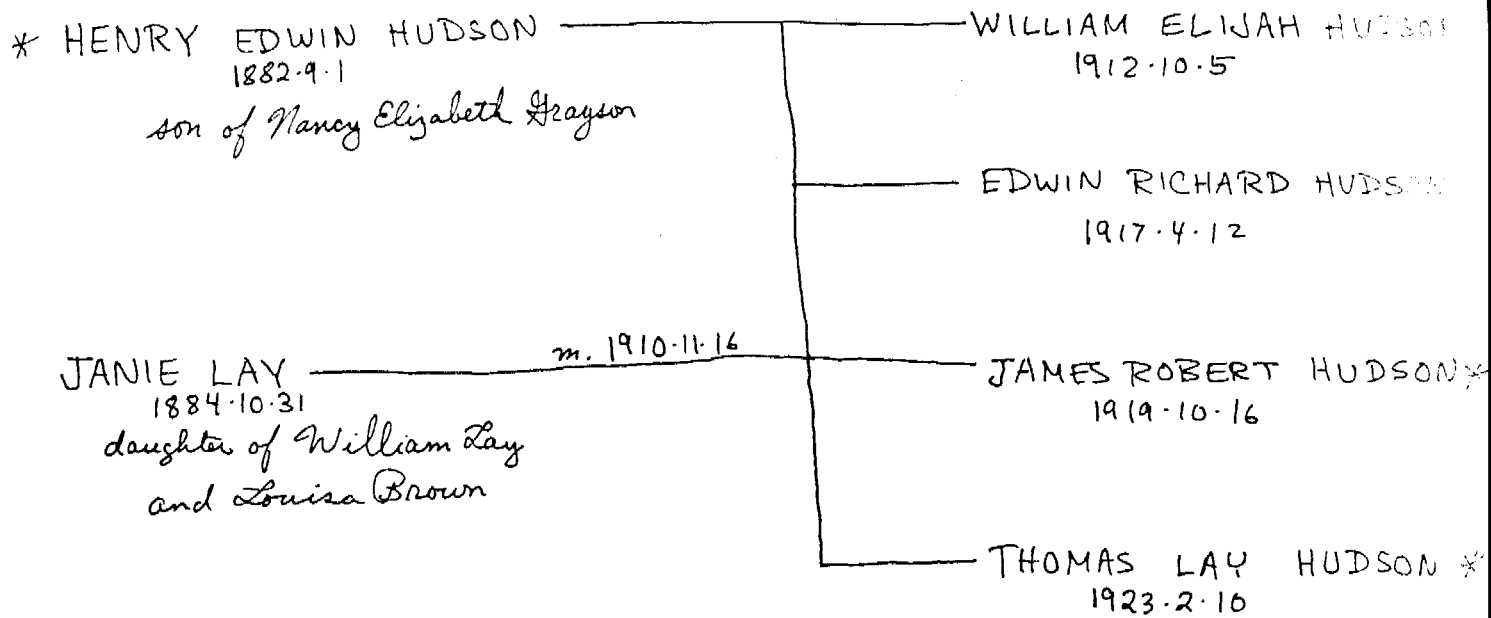 * HENRY EDWIN HUDSON
1882.9.1
son of Nancy Elizabeth Grayson
WILLIAM ELIJAH HUDSON
1912.10.5
EDWIN RICHARD HUDSON
1917.4.12
JANIE LAY
1884.10.31
daughter of William Lay
and Louisa Brown
m. 1910.11.16
JAMES ROBERT HUDSON *
1919.10.16
THOMAS LAY HUDSON *
1923.2.10